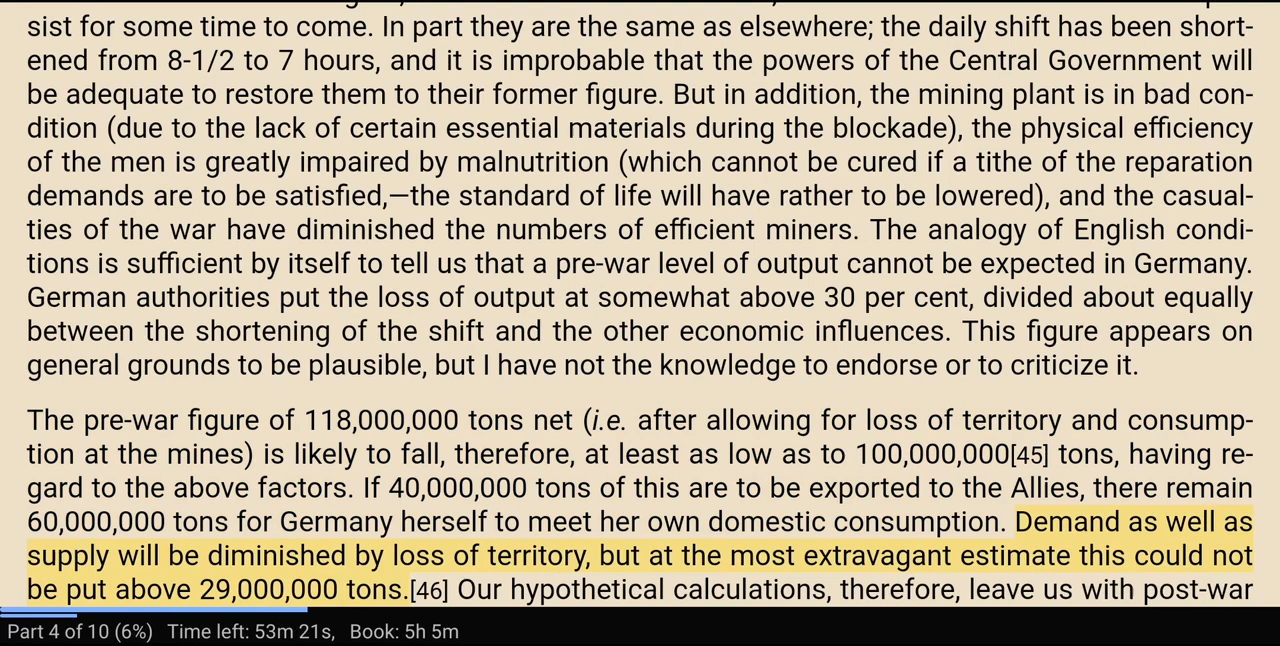 sist for some time to come. In part they are the same as elsewhere; the daily shift has been short-
ened from 8-1/2 to 7 hours, and it is improbable that the powers of the Central Government will
be adequate to restore them to their former figure. But in addition, the mining plant is in bad con-
dition (due to the lack of certain essential materials during the blockade), the physical efficiency
of the men is greatly impaired by malnutrition (which cannot be cured if a tithe of the reparation
demands are to be satisfied,—the standard of life will have rather to be lowered), and the casual-
ties of the war have diminished the numbers of efficient miners. The analogy of English condi-
tions is sufficient by itself to tell us that a pre-war level of output cannot be expected in Germany.
German authorities put the loss of output at somewhat above 30 per cent, divided about equally
between the shortening of the shift and the other economic influences. This figure appears on
general grounds to be plausible, but I have not the knowledge to endorse or to criticize it.
The pre-war figure of 118,000,000 tons net (i.e. after allowing for loss of territory and consump-
tion at the mines) is likely to fall, therefore, at least as low as to 100,000,000[45] tons, having re-
gard to the above factors. If 40,000,000 tons of this are to be exported to the Allies, there remain
60,000,000 tons for Germany herself to meet her own domestic consumption. Demand as well as
supply will be diminished by loss of territory, but at the most extravagant estimate this could not
be put above 29,000,000 tons.[46] Our hypothetical calculations, therefore, leave us with post-war
Part 4 of 10 (6%) Time left: 53m 21s, Book: 5h 5m